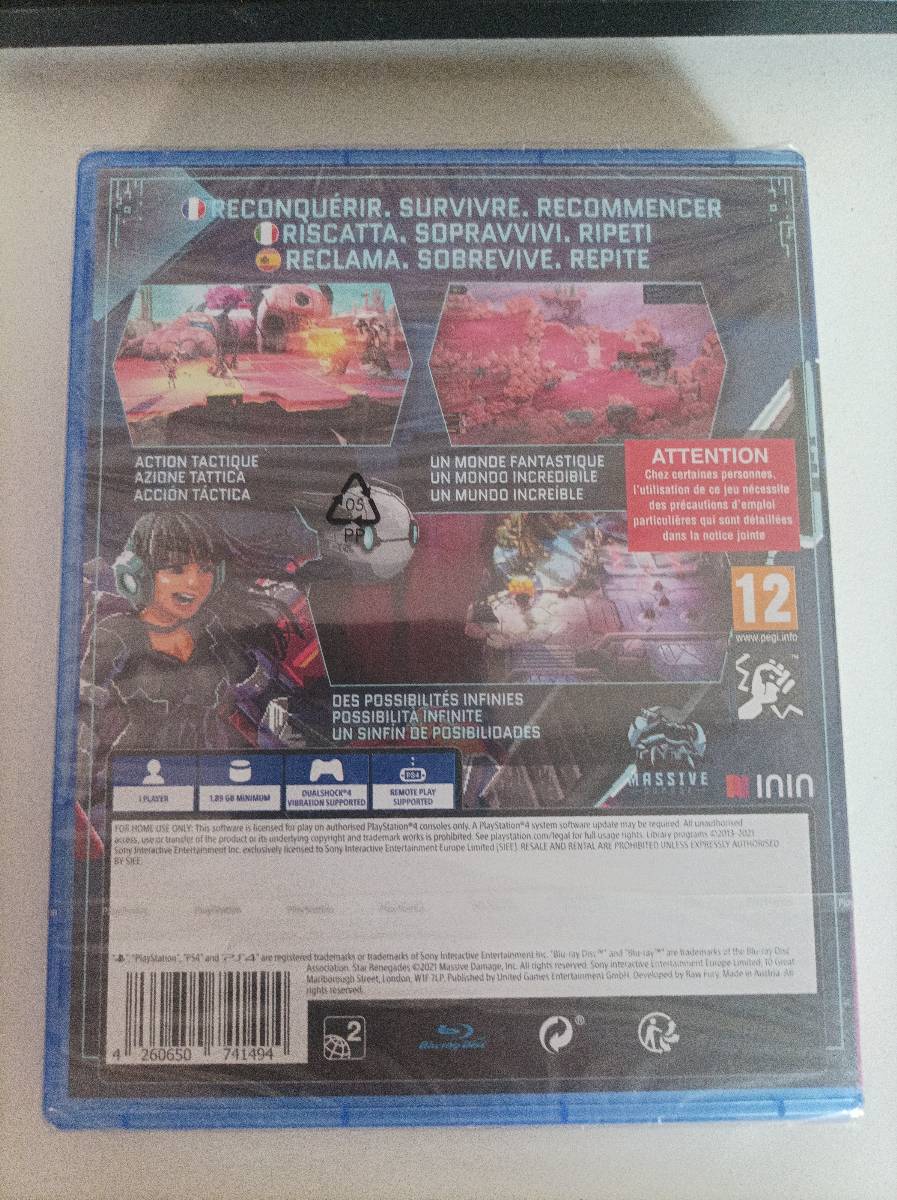 RECONQUÉRIR. SURVIVRE. RECOMMENCER
RISCATTA. SOPRAVVIVI. RIPETI
RECLAMA. SOBREVIVE. REPITE
ACTION TACTIQUE
AZIONE TATTICA
ACCIÓN TÁCTICA
UN MONDE FANTASTIQUE
UN MONDO INCREDIBILE
UN MUNDO INCREÍBLE
ATTENTION
Chez certaines personnes,
l'utilisation de ce jeu nécessite
des précautions d'emploi
particulières qui sont détaillées
dans la notice jointe
05
PP
12
www.pegi.info
DES POSSIBILITÉS INFINIES
POSSIBILITÀ INFINITE
UN SINFÍN DE POSIBILIDADES
MASSIVE
ININ
1 PLAYER
1.89 GB MINIMUM
DUALSHOCK®4
VIBRATION SUPPORTED
PS4
REMOTE PLAY
SUPPORTED
FOR HOME USE ONLY: This software is licensed for play on authorised PlayStation®4 consoles only. A PlayStation®4 system software update may be required. All unauthorised
access, use or transfer of the product or its underlying copyright and trademark works is prohibited. See playstation.com/legal for full usage rights. Library programs ©2013-2021
Sony Interactive Entertainment Inc. exclusively licensed to Sony Interactive Entertainment Europe Limited (SIEE). RESALE AND RENTAL ARE PROHIBITED UNLESS EXPRESSLY AUTHORISED
BY SIEE.
PlayStation PlayStation PlayStation
", "PlayStation", "PS4" and "PS4" are registered trademarks or trademarks of Sony Interactive Entertainment Inc. "Blu-ray Disc™" and "Blu-ray™" are trademarks of the Blu-ray Disc
Association. Star Renegades ©2021 Massive Damage, Inc. All rights reserved. Sony Interactive Entertainment Europe Limited, 10 Great
Marlborough Street, London, W1F 7LP. Published by United Games Entertainment GmbH. Developed by Raw Fury. Made in Austria. All
rights reserved.
4 260650 741494
2
Blu-ray Disc
®